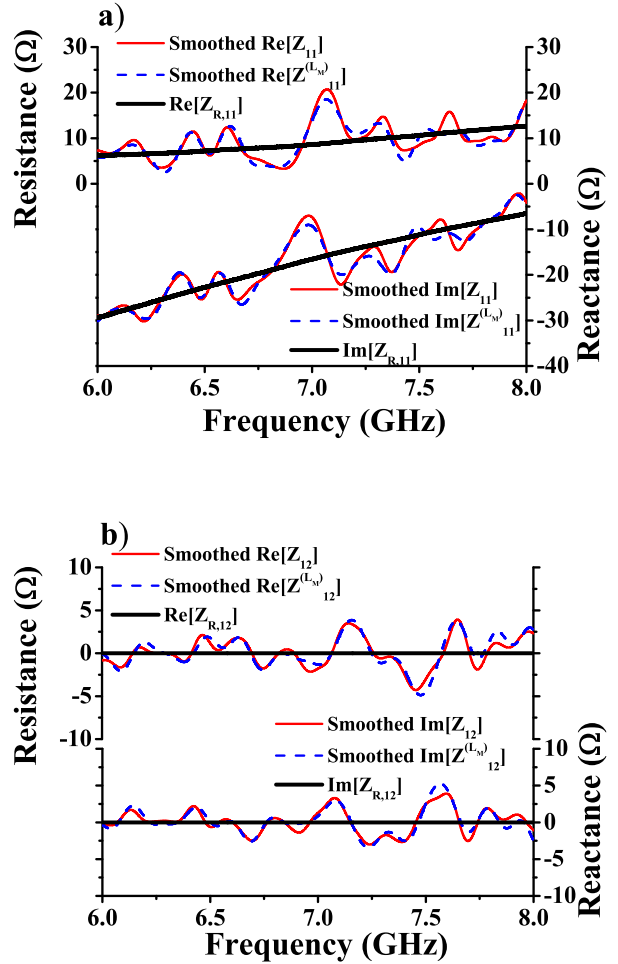 a)
Smoothed Re[Z11]
Smoothed Re[Z(LM)11]
Re[ZR,11]
Resistance (Ω)
30
20
10
0
30
20
10
0
-10
-20
-30
-40
Reactance (Ω)
Smoothed Im[Z11]
Smoothed Im[Z(LM)11]
Im[ZR,11]
6.0
6.5
7.0
7.5
8.0
Frequency (GHz)
b)
Smoothed Re[Z12]
Smoothed Re[Z(LM)12]
Re[ZR,12]
Resistance (Ω)
10
5
0
-5
-10
Smoothed Im[Z12]
Smoothed Im[Z(LM)12]
Im[ZR,12]
10
5
0
-5
-10
Reactance (Ω)
6.0
6.5
7.0
7.5
8.0
Frequency (GHz)